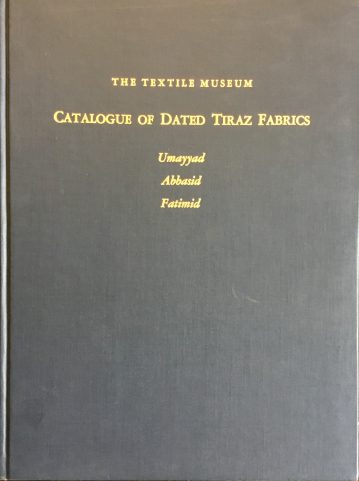 THE TEXTILE MUSEUM
CATALOGUE OF DATED TIRAZ FABRICS
Umayyad
Abbasid
Fatimid